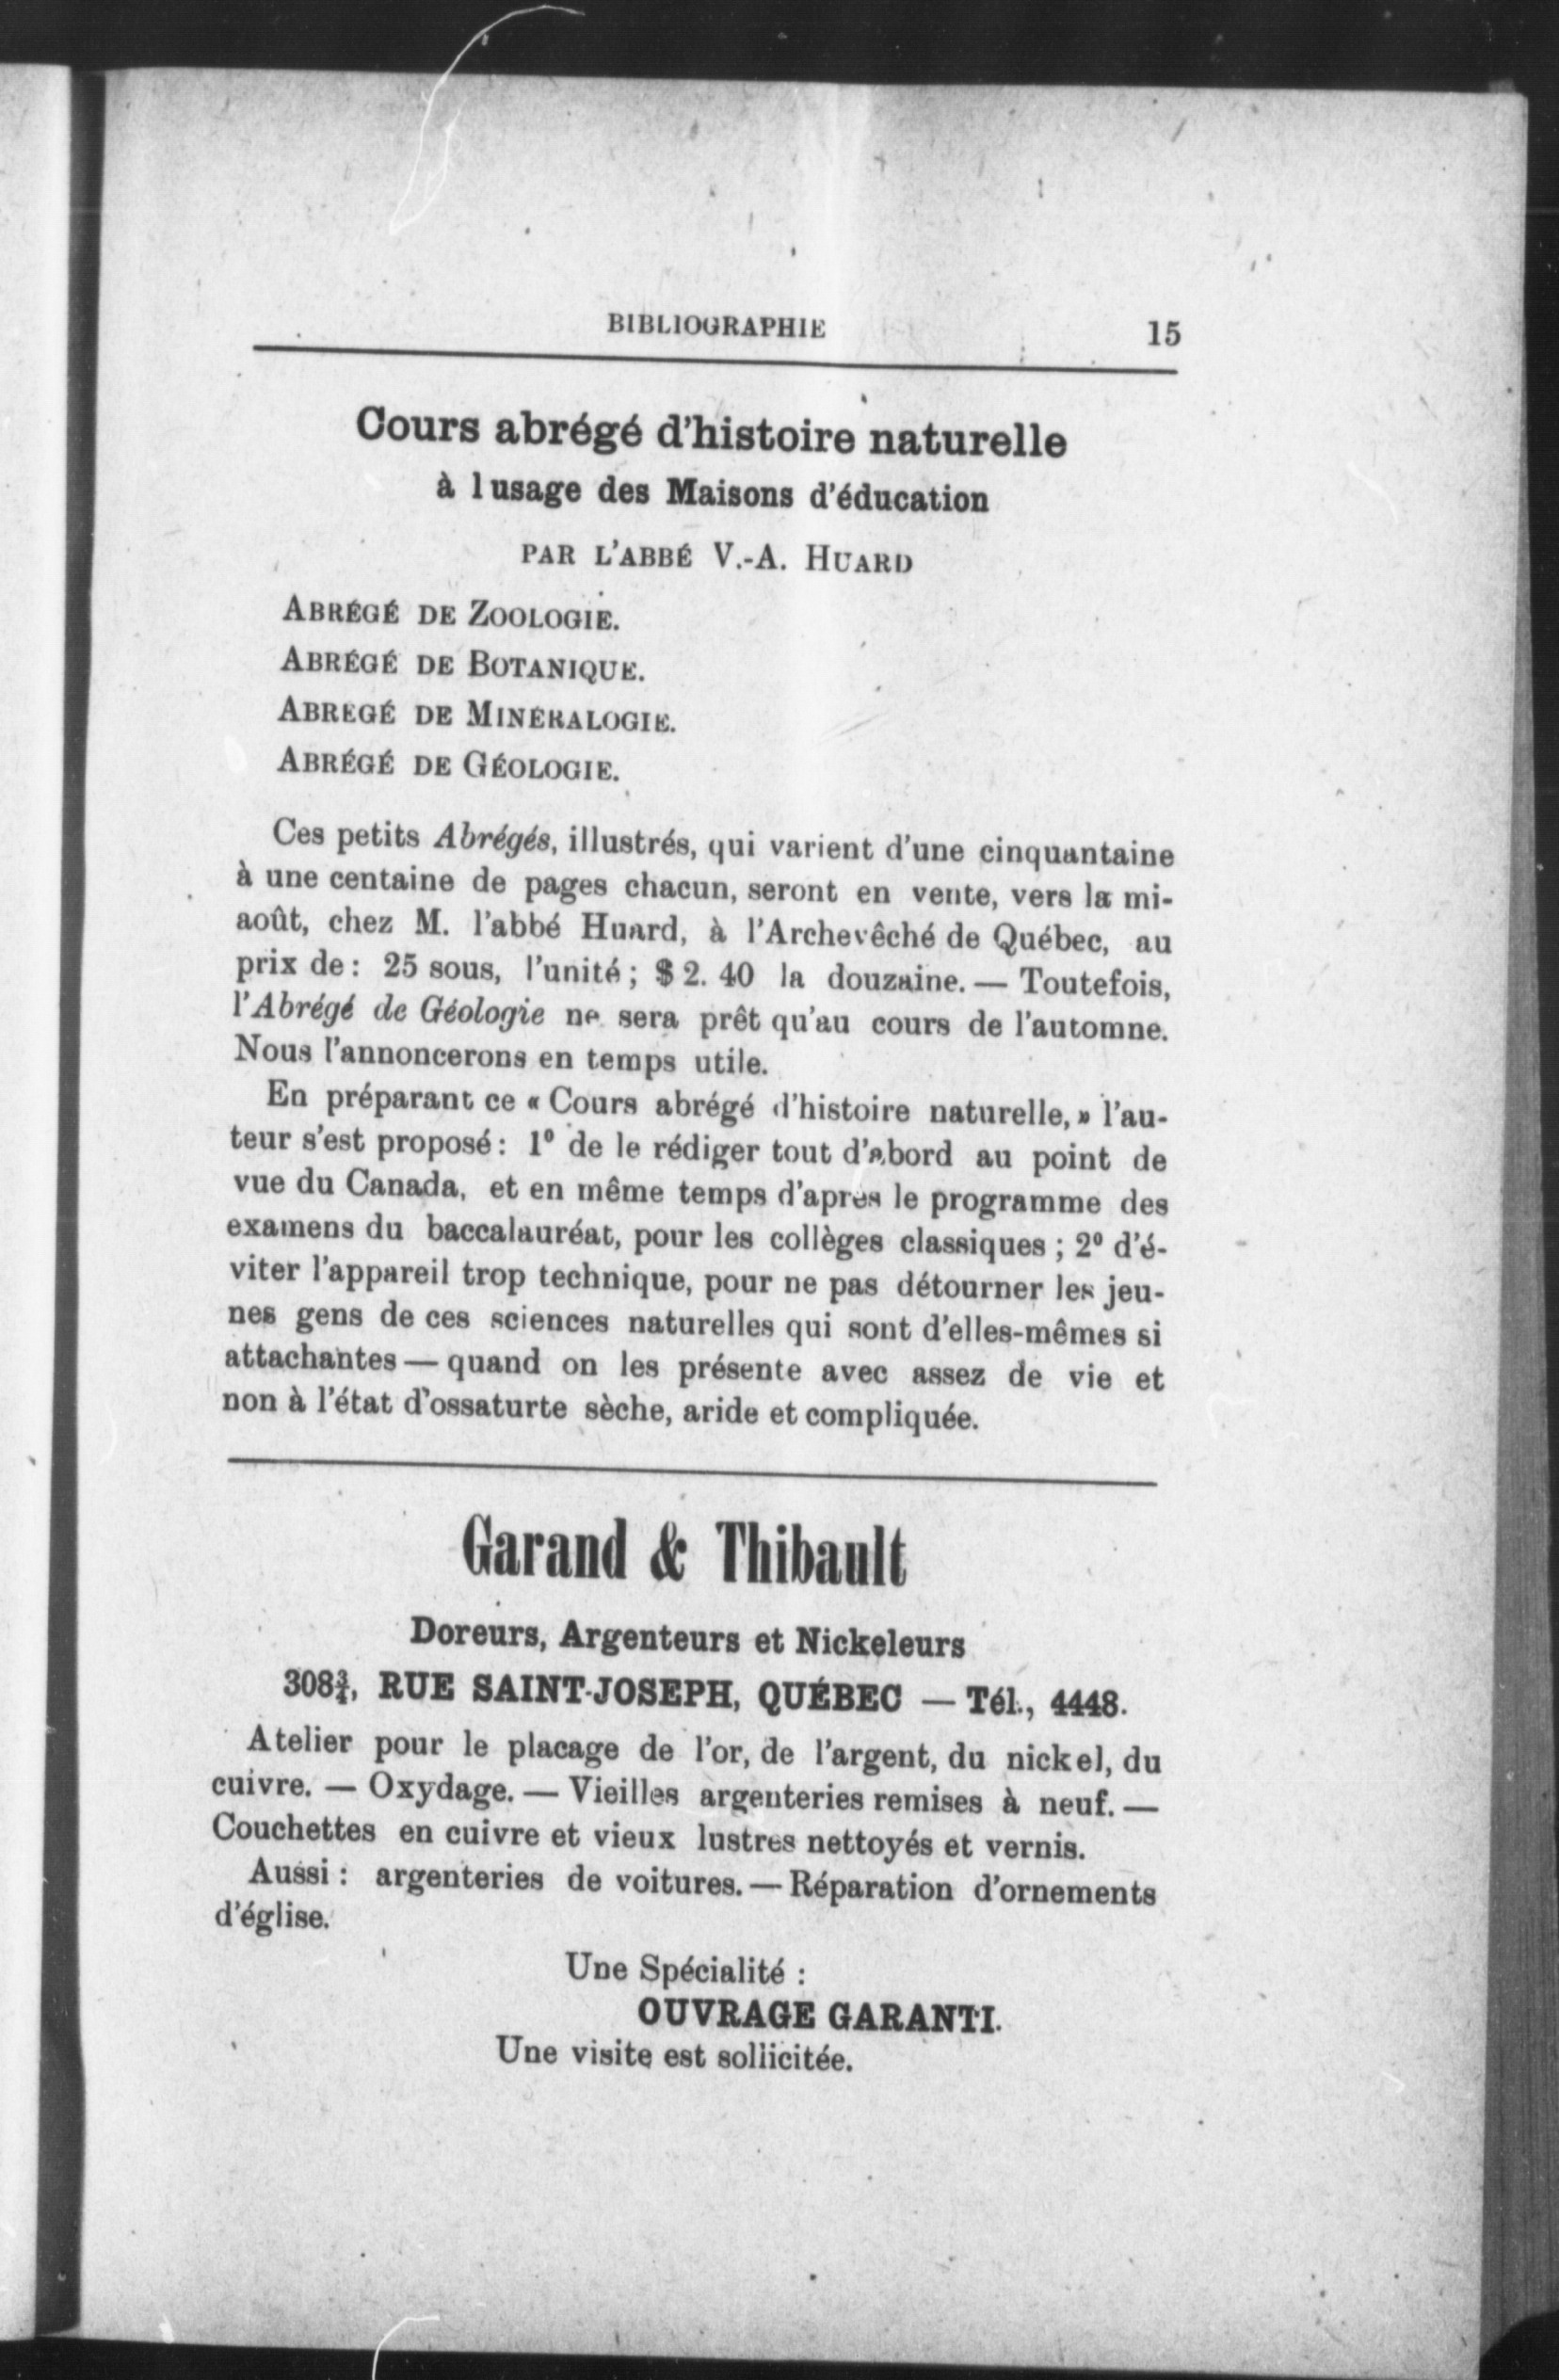 BIBLIOGRAPHIE 15
Cours abrégé d'histoire naturelle
à l usage des Maisons d'éducation
PAR L'ABBÉ V.-A. HUARD
ABRÉGÉ DE ZOOLOGIE.
ABRÉGÉ DE BOTANIQUE.
ABREGÉ DE MINÉRALOGIE.
ABRÉGÉ DE GÉOLOGIE.
Ces petits Abrégés, illustrés, qui varient d'une cinquantaine
à une centaine de pages chacun, seront en vente, vers la mi-
août, chez M. l'abbé Huard, à l'Archevêché de Québec, au
prix de : 25 sous, l'unité ; $ 2. 40 la douzaine. — Toutefois,
l'Abrégé de Géologie ne sera prêt qu'au cours de l'automne.
Nous l'annoncerons en temps utile.
En préparant ce « Cours abrégé d'histoire naturelle, » l'au-
teur s'est proposé : 1° de le rédiger tout d'abord au point de
vue du Canada, et en même temps d'après le programme des
examens du baccalauréat, pour les collèges classiques ; 2° d'é-
viter l'appareil trop technique, pour ne pas détourner les jeu-
nes gens de ces sciences naturelles qui sont d'elles-mêmes si
attachantes — quand on les présente avec assez de vie et
non à l'état d'ossaturte sèche, aride et compliquée.
Garand & Thibault
Doreurs, Argenteurs et Nickeleurs
308¾, RUE SAINT-JOSEPH, QUÉBEC — Tél., 4448.
Atelier pour le placage de l'or, de l'argent, du nickel, du
cuivre. — Oxydage. — Vieilles argenteries remises à neuf. —
Couchettes en cuivre et vieux lustres nettoyés et vernis.
Aussi : argenteries de voitures. — Réparation d'ornements
d'église.
Une Spécialité :
OUVRAGE GARANTI.
Une visite est sollicitée.